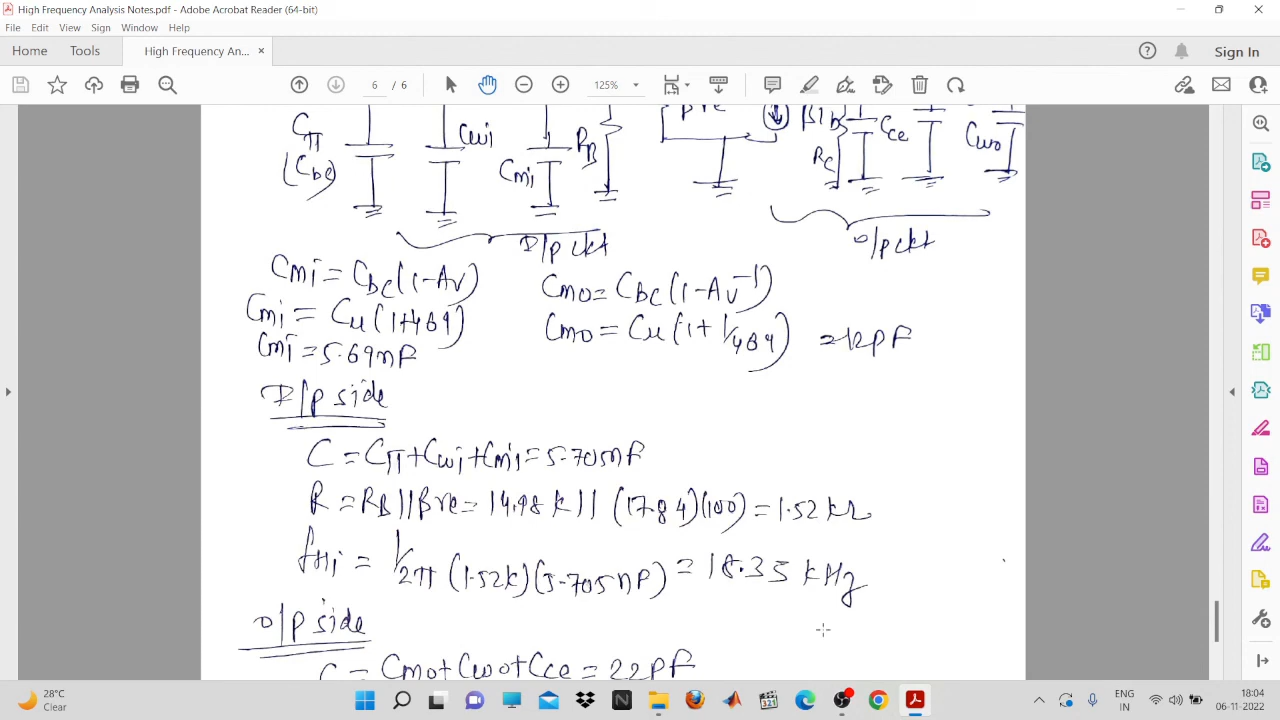 High Frequency Analysis Notes.pdf - Adobe Acrobat Reader (64-bit)
File Edit View Sign Window Help
Home Tools High Frequency An... × Sign In
6 / 6 125%
Cπ (Cbe) Cwi Cmi RB βre βIb RC Cce Cwo
I/p ckt o/p ckt
Cmi = Cbc(1-Av) Cmo = Cbc(1-Av⁻¹)
Cmi = Cu(1+489) Cmo = Cu(1+1/489) = 12pF
Cmi = 5.69nF
I/p side
C = Cπ+Cwi+Cmi = 5.705nF
R = RB||βre = 14.98k||(17.84)(100) = 1.52kΩ
fHi = 1/2π(1.52k)(5.705nF) = 18.35 kHz
O/p side
C = Cmo+Cwo+Cce = 22pF
28°C
Clear
ENG
IN
18:04
06-11-2022